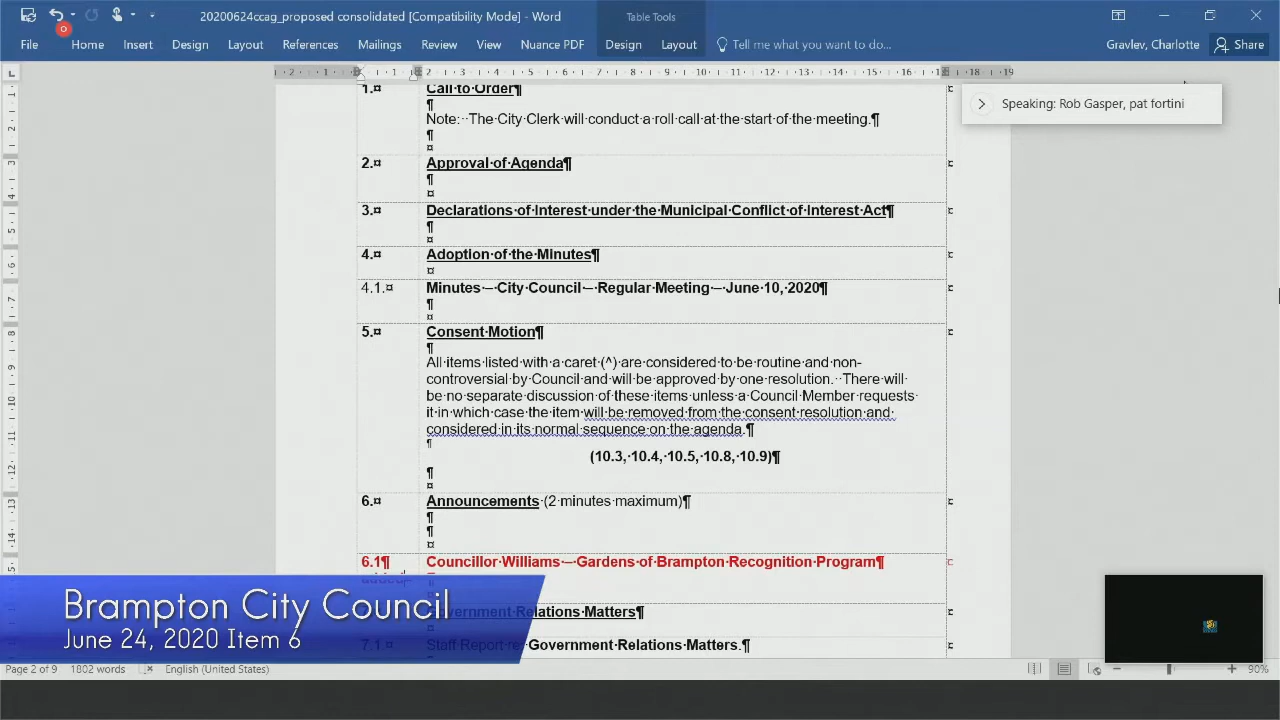 20200624ccag_proposed consolidated [Compatibility Mode] - Word
Table Tools
File Home Insert Design Layout References Mailings Review View Nuance PDF Design Layout Tell me what you want to do... Gravlev, Charlotte Share
Speaking: Rob Gasper, pat fortini
1. Call to Order¶
Note: The City Clerk will conduct a roll call at the start of the meeting.¶
2. Approval of Agenda¶
3. Declarations of Interest under the Municipal Conflict of Interest Act¶
4. Adoption of the Minutes¶
4.1. Minutes – City Council – Regular Meeting – June 10, 2020¶
5. Consent Motion¶
All items listed with a caret (^) are considered to be routine and non-
controversial by Council and will be approved by one resolution. There will
be no separate discussion of these items unless a Council Member requests
it in which case the item will be removed from the consent resolution and
considered in its normal sequence on the agenda.¶
(10.3, 10.4, 10.5, 10.8, 10.9)¶
6. Announcements (2 minutes maximum)¶
6.1¶ Councillor Williams – Gardens of Brampton Recognition Program¶
Government Relations Matters¶
7.1 Staff Report re Government Relations Matters.¶
Brampton City Council
June 24, 2020 Item 6
Page 2 of 9 1802 words English (United States) 90%